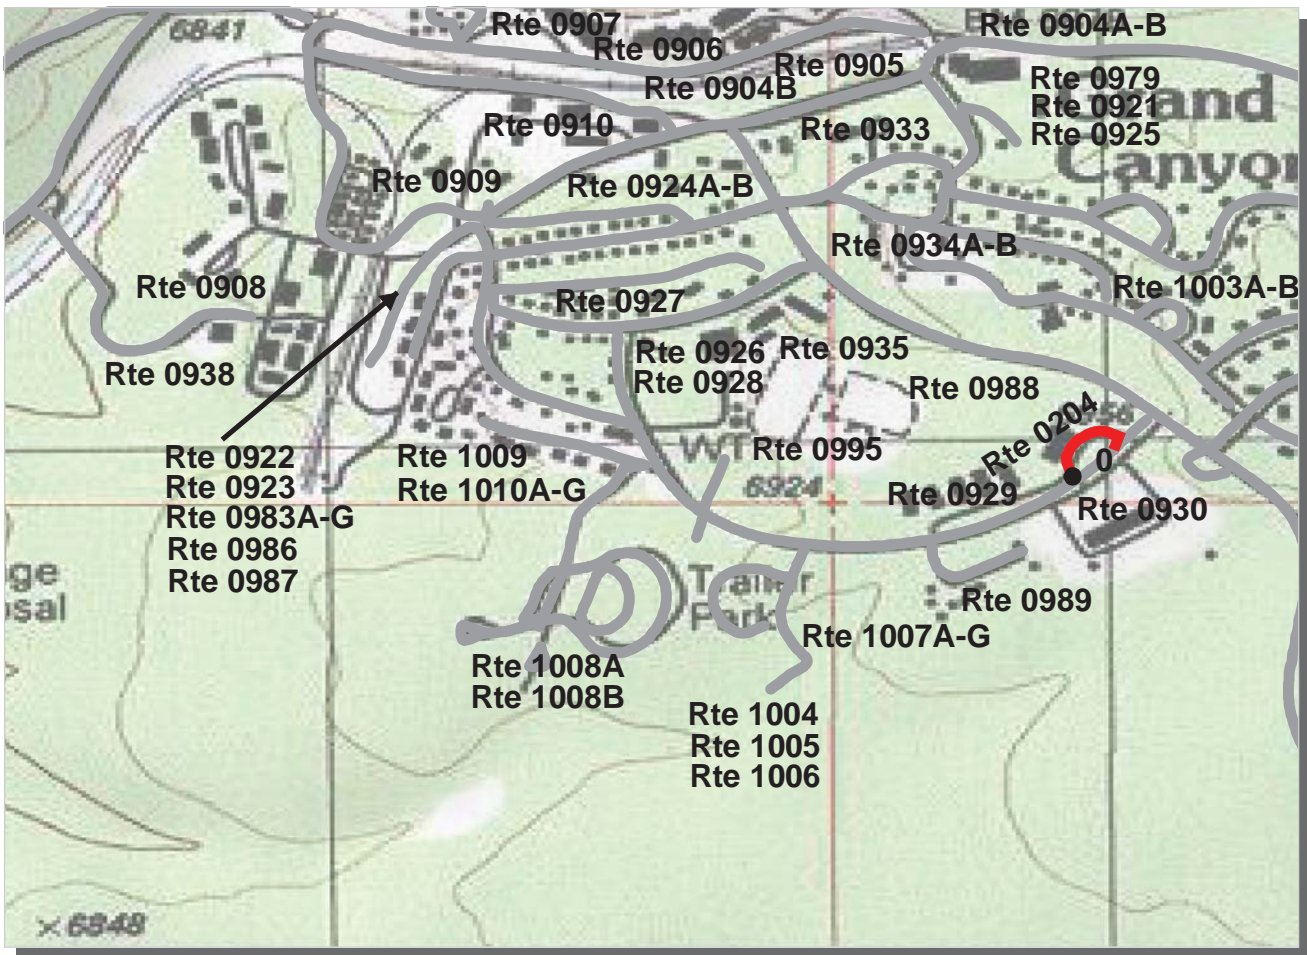 Rte 0907
Rte 0904A-B
6841
Rte 0906
Rte 0905
Rte 0904B
Rte 0979
Rte 0921
Rte 0925
Rte 0910
Rte 0933
Canyon
Rte 0909
Rte 0924A-B
Rte 0934A-B
Rte 0908
Rte 0927
Rte 1003A-B
Rte 0938
Rte 0926
Rte 0928
Rte 0935
Rte 0988
Rte 0204
0
Rte 0922
Rte 0923
Rte 0983A-G
Rte 0986
Rte 0987
Rte 1009
Rte 1010A-G
WT
Rte 0995
6924
Rte 0929
Rte 0930
Trailer
Park
Rte 0989
Rte 1007A-G
Rte 1008A
Rte 1008B
Rte 1004
Rte 1005
Rte 1006
×6848